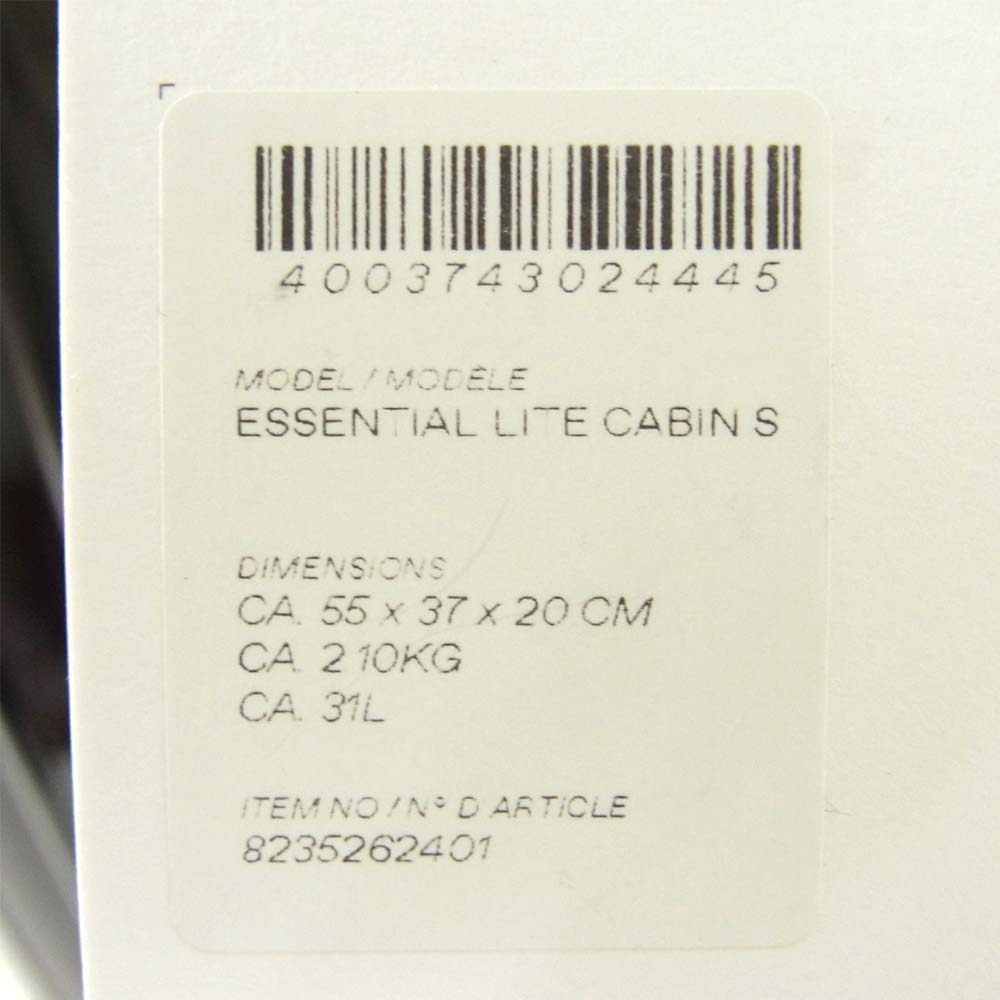 4003743024445
MODEL / MODÈLE
ESSENTIAL LITE CABIN S
DIMENSIONS
CA. 55 x 37 x 20 CM
CA. 2 10KG
CA. 31L
ITEM NO / N° D ARTICLE
8235262401